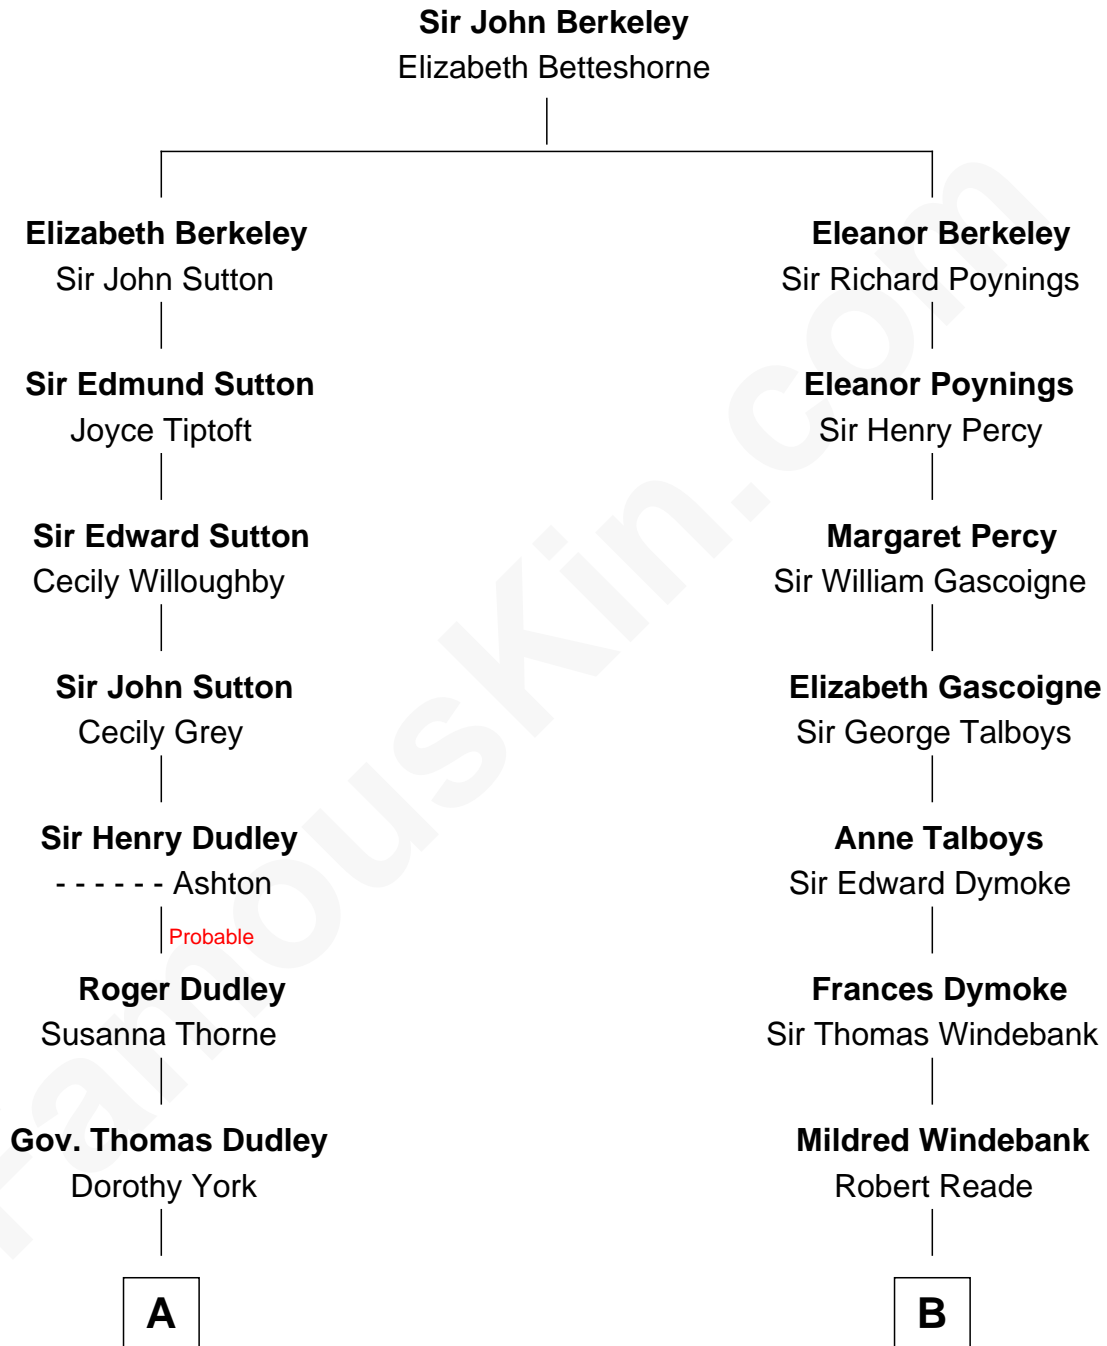 Sir John Berkeley
Elizabeth Betteshorne
Elizabeth Berkeley
Sir John Sutton
Sir Edmund Sutton
Joyce Tiptoft
Sir Edward Sutton
Cecily Willoughby
Sir John Sutton
Cecily Grey
Sir Henry Dudley
- - - - - - Ashton
Probable
Roger Dudley
Susanna Thorne
Gov. Thomas Dudley
Dorothy York
A
Eleanor Berkeley
Sir Richard Poynings
Eleanor Poynings
Sir Henry Percy
Margaret Percy
Sir William Gascoigne
Elizabeth Gascoigne
Sir George Talboys
Anne Talboys
Sir Edward Dymoke
Frances Dymoke
Sir Thomas Windebank
Mildred Windebank
Robert Reade
B
FamousKin.com